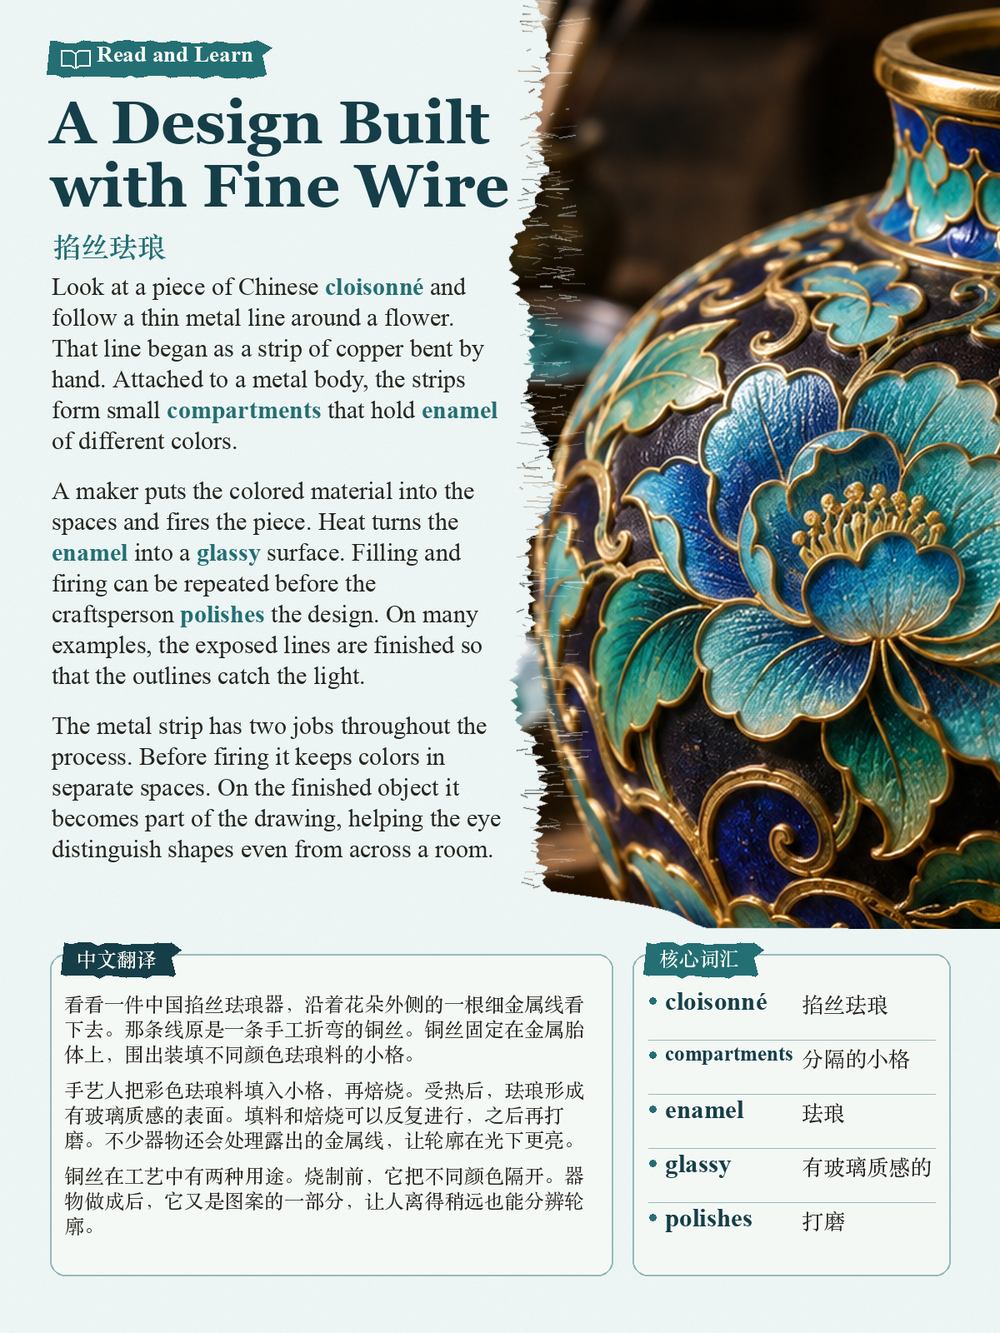 Read and Learn
A Design Built
with Fine Wire
掐丝珐琅
Look at a piece of Chinese cloisonné and
follow a thin metal line around a flower.
That line began as a strip of copper bent by
hand. Attached to a metal body, the strips
form small compartments that hold enamel
of different colors.
A maker puts the colored material into the
spaces and fires the piece. Heat turns the
enamel into a glassy surface. Filling and
firing can be repeated before the
craftsperson polishes the design. On many
examples, the exposed lines are finished so
that the outlines catch the light.
The metal strip has two jobs throughout the
process. Before firing it keeps colors in
separate spaces. On the finished object it
becomes part of the drawing, helping the eye
distinguish shapes even from across a room.
中文翻译
看看一件中国掐丝珐琅器，沿着花朵外侧的一根细金属线看
下去。那条线原是一条手工折弯的铜丝。铜丝固定在金属胎
体上，围出装填不同颜色珐琅料的小格。
手艺人把彩色珐琅料填入小格，再焙烧。受热后，珐琅形成
有玻璃质感的表面。填料和焙烧可以反复进行，之后再打
磨。不少器物还会处理露出的金属线，让轮廓在光下更亮。
铜丝在工艺中有两种用途。烧制前，它把不同颜色隔开。器
物做成后，它又是图案的一部分，让人离得稍远也能分辨轮
廓。
核心词汇
• cloisonné 掐丝珐琅
• compartments 分隔的小格
• enamel 珐琅
• glassy 有玻璃质感的
• polishes 打磨